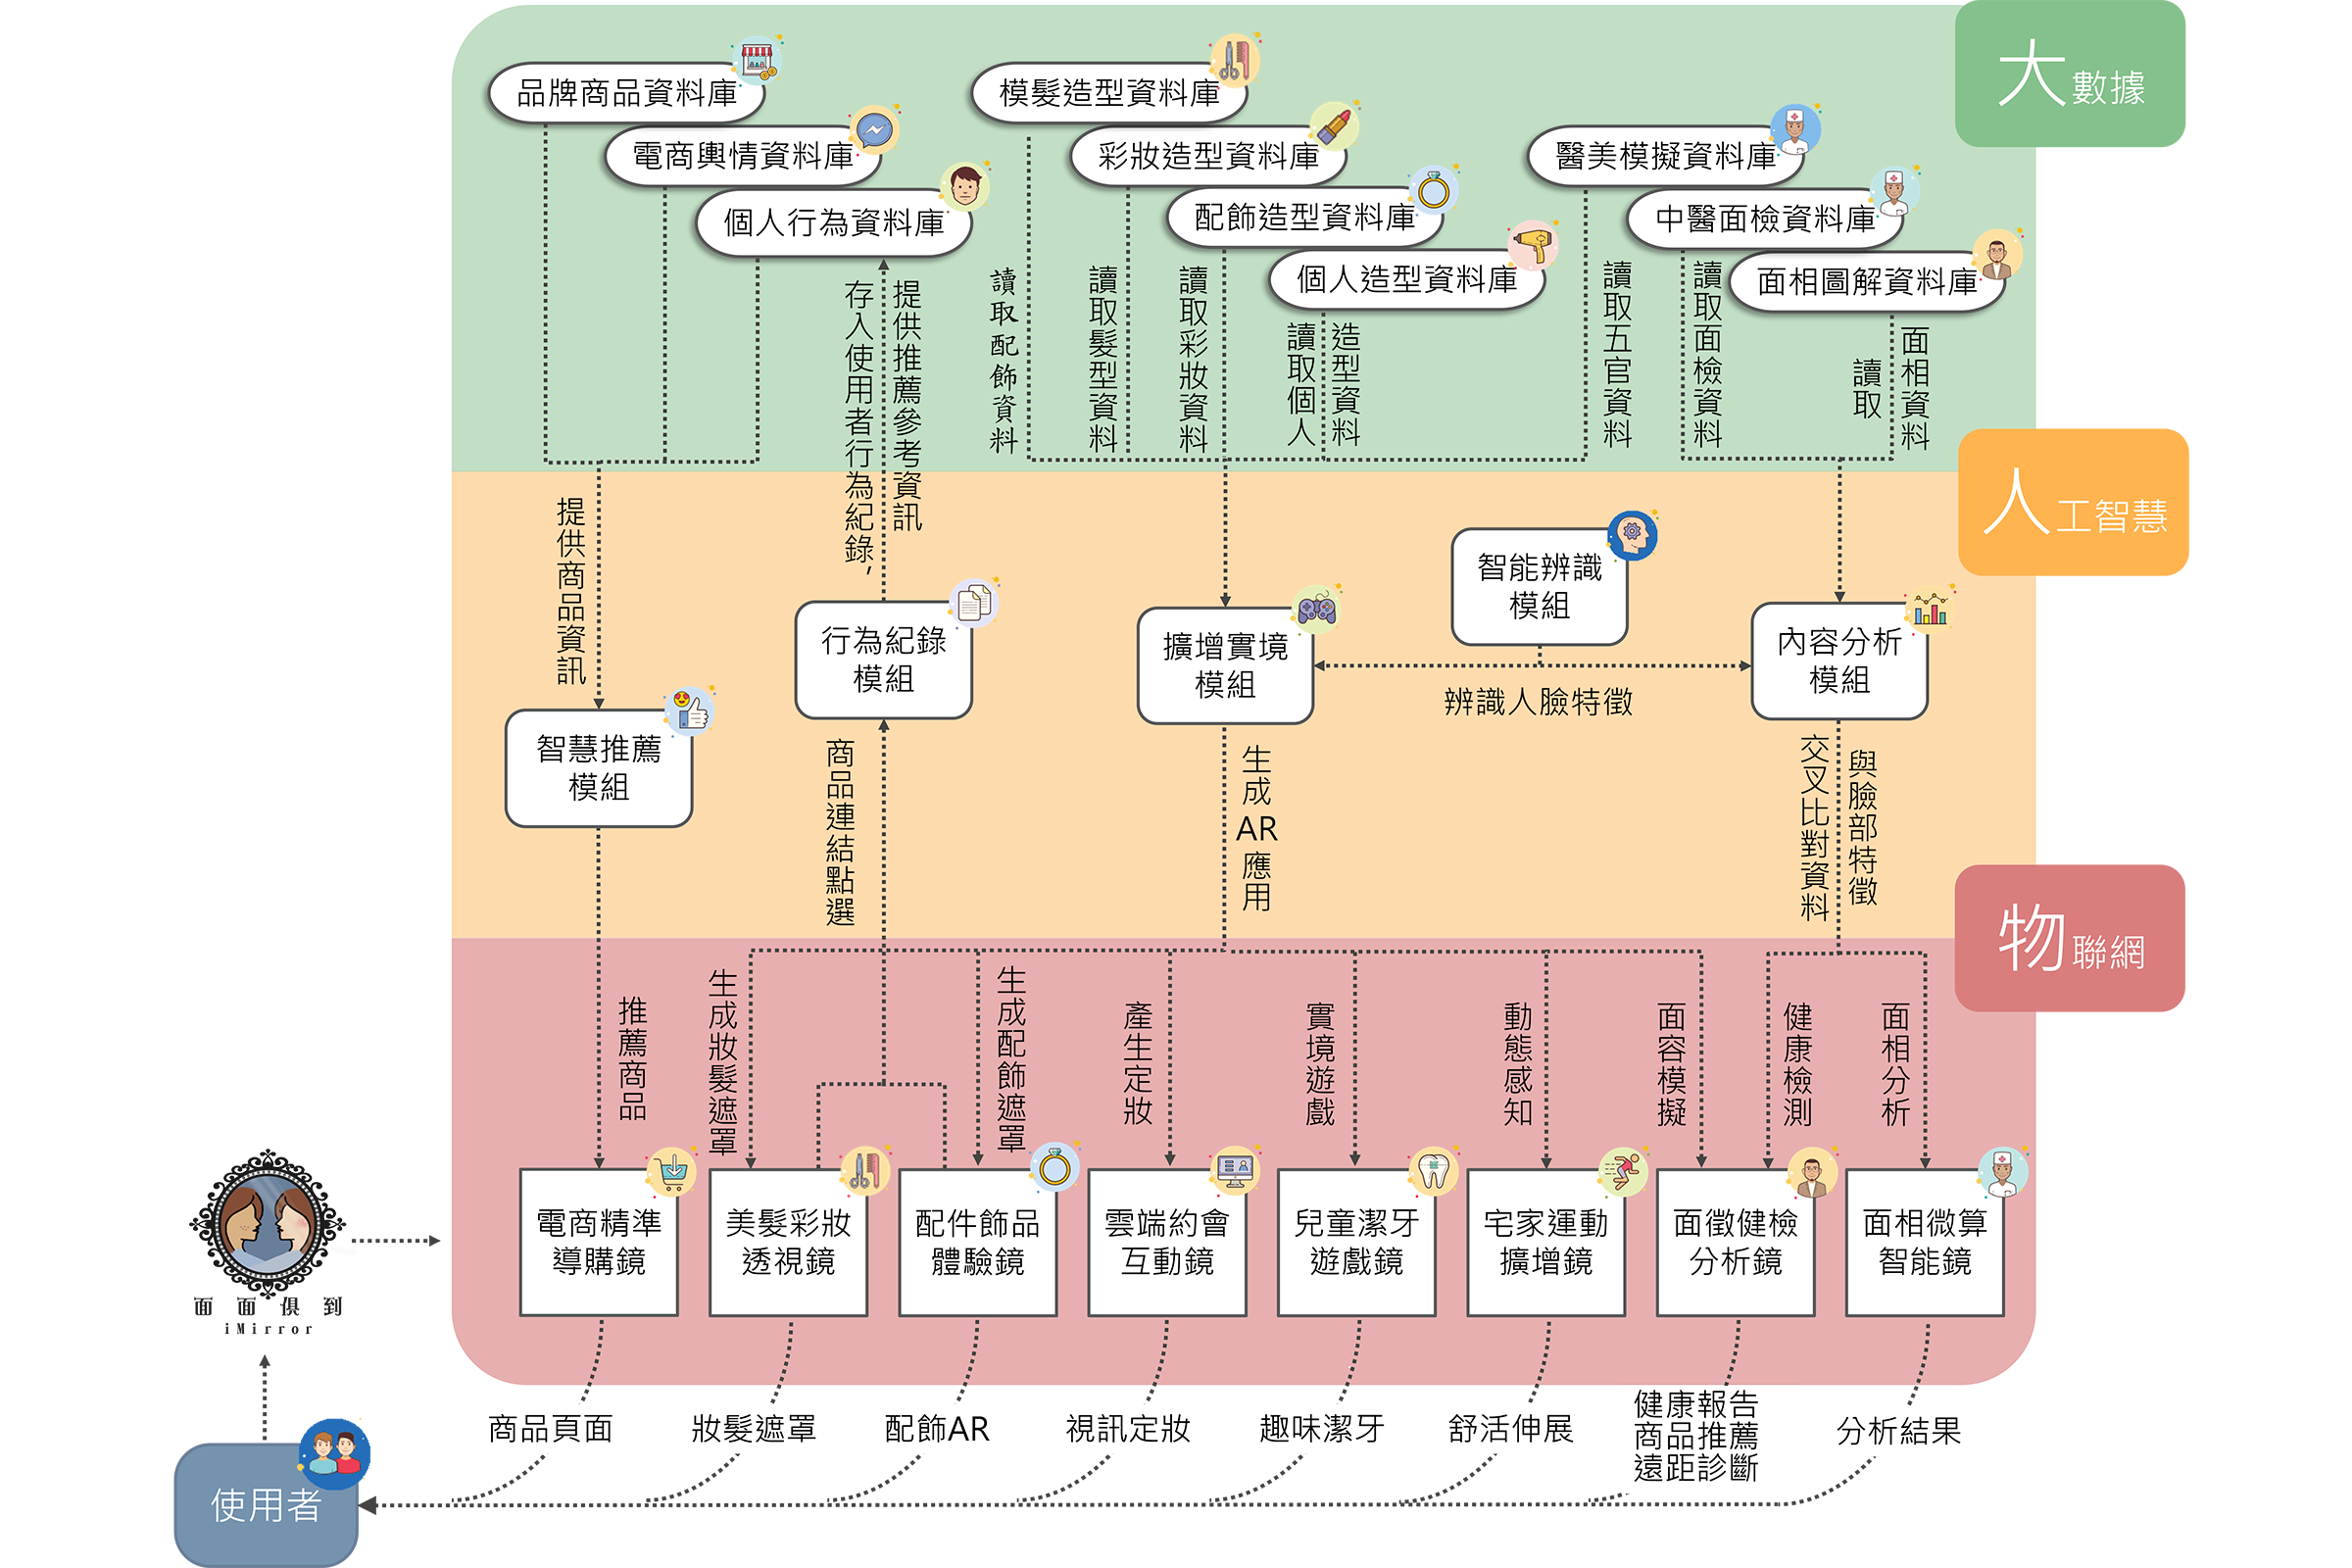 大數據
品牌商品資料庫
電商輿情資料庫
個人行為資料庫
模髮造型資料庫
彩妝造型資料庫
配飾造型資料庫
個人造型資料庫
醫美模擬資料庫
中醫面檢資料庫
面相圖解資料庫
存入使用者行為紀錄,
提供推薦參考資訊
讀取配飾資料
讀取髮型資料
讀取彩妝資料
讀取個人
造型資料
讀取五官資料
讀取面檢資料
讀取
面相資料
人工智慧
提供商品資訊
智慧推薦
模組
行為紀錄
模組
擴增實境
模組
智能辨識
模組
內容分析
模組
辨識人臉特徵
商品連結點選
生成AR應用
交叉比對資料
與臉部特徵
物聯網
推薦商品
生成妝髮遮罩
生成配飾遮罩
產生定妝
實境遊戲
動態感知
面容模擬
健康檢測
面相分析
電商精準
導購鏡
美髮彩妝
透視鏡
配件飾品
體驗鏡
雲端約會
互動鏡
兒童潔牙
遊戲鏡
宅家運動
擴增鏡
面徵健檢
分析鏡
面相微算
智能鏡
面面俱到
iMirror
使用者
商品頁面
妝髮遮罩
配飾AR
視訊定妝
趣味潔牙
舒活伸展
健康報告
商品推薦
遠距診斷
分析結果